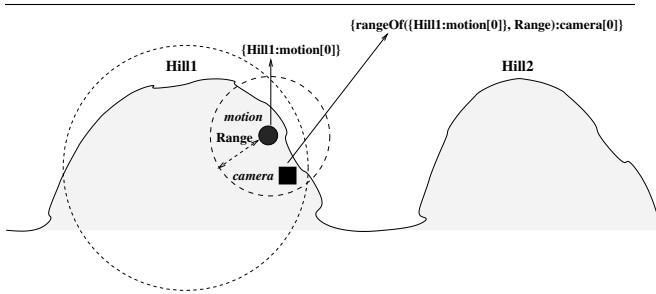 {rangeOf({Hill1:motion[0]}, Range):camera[0]}
{Hill1:motion[0]}
Hill1
Hill2
motion
Range
camera